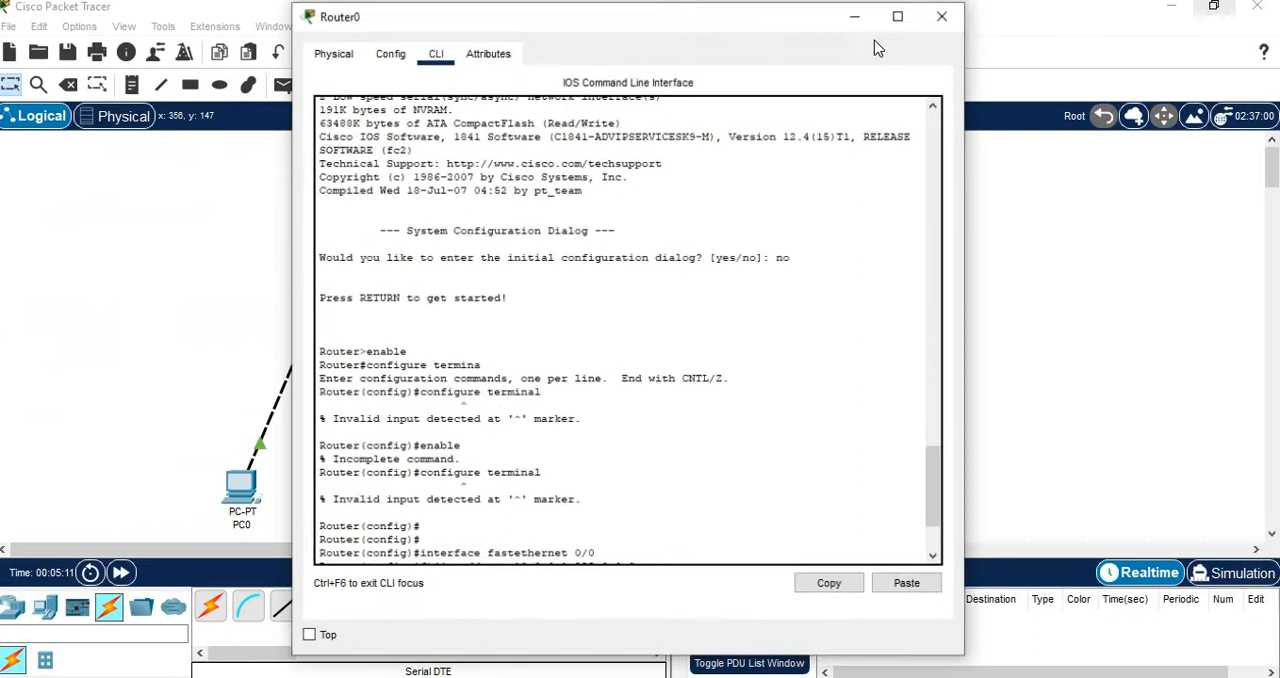 Cisco Packet Tracer
File Edit Options View Tools Extensions Window
Router0
Physical Config CLI Attributes
IOS Command Line Interface
Logical Physical x: 356, y: 147
Root 02:37:00
191K bytes of NVRAM.
63488K bytes of ATA CompactFlash (Read/Write)
Cisco IOS Software, 1841 Software (C1841-ADVIPSERVICESK9-M), Version 12.4(15)T1, RELEASE
SOFTWARE (fc2)
Technical Support: http://www.cisco.com/techsupport
Copyright (c) 1986-2007 by Cisco Systems, Inc.
Compiled Wed 18-Jul-07 04:52 by pt_team
--- System Configuration Dialog ---
Would you like to enter the initial configuration dialog? [yes/no]: no
Press RETURN to get started!
Router>enable
Router#configure termina
Enter configuration commands, one per line. End with CNTL/Z.
Router(config)#configure terminal
^
% Invalid input detected at '^' marker.
Router(config)#enable
% Incomplete command.
Router(config)#configure terminal
^
% Invalid input detected at '^' marker.
Router(config)#
Router(config)#
Router(config)#interface fastethernet 0/0
PC-PT
PC0
Ctrl+F6 to exit CLI focus
Copy Paste
Top
Time: 00:05:11
Realtime Simulation
Destination Type Color Time(sec) Periodic Num Edit
Serial DTE
Toggle PDU List Window